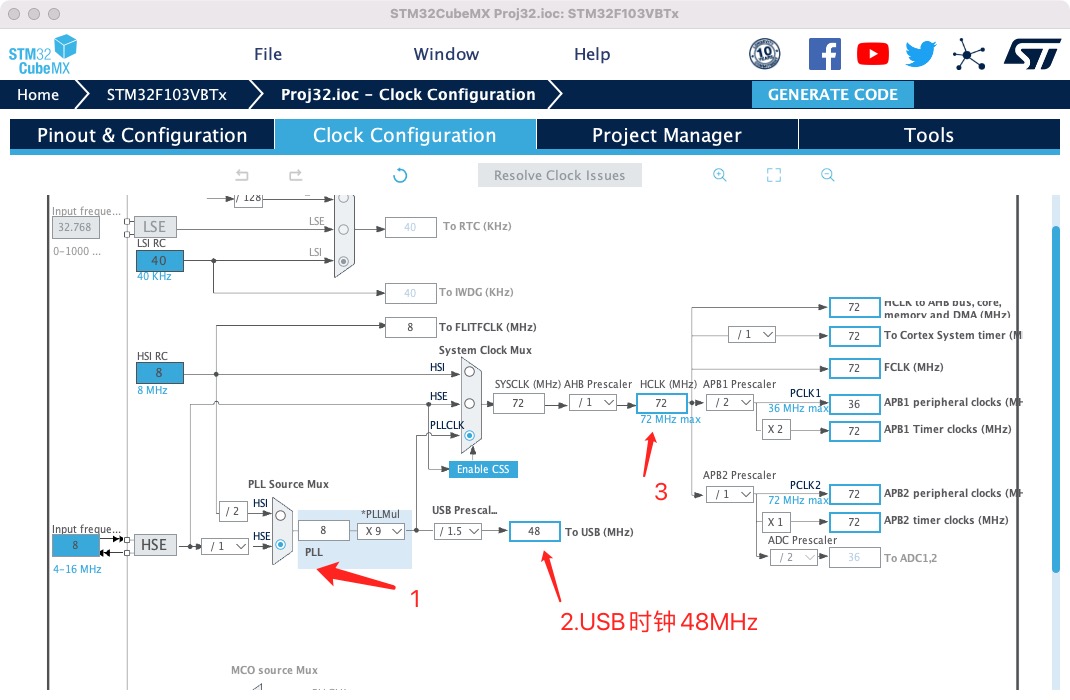 STM32CubeMX Proj32.ioc: STM32F103VBTx
STM32
CubeMX
File
Window
Help
10
Home
STM32F103VBTx
Proj32.ioc – Clock Configuration
GENERATE CODE
Pinout & Configuration
Clock Configuration
Project Manager
Tools
Resolve Clock Issues
/ 128
Input freque...
32.768
LSE
LSE
40
To RTC (KHz)
0-1000 ...
LSI RC
40
LSI
40 KHz
40
To IWDG (KHz)
8
To FLITFCLK (MHz)
HCLK to AHB bus, core,
72
memory and DMA (MHz)
/ 1
72
To Cortex System timer (M
System Clock Mux
HSI RC
8
HSI
8 MHz
72
FCLK (MHz)
SYSCLK (MHz)
AHB Prescaler
HCLK (MHz)
APB1 Prescaler
HSE
72
/ 1
72
/ 2
PCLK1
36 MHz max
36
APB1 peripheral clocks (MH
72 MHz max
PLLCLK
X 2
72
APB1 Timer clocks (MHz)
Enable CSS
3
APB2 Prescaler
PLL Source Mux
/ 1
PCLK2
72 MHz max
72
APB2 peripheral clocks (MH
HSI
/ 2
*PLLMul
USB Prescal...
X 1
72
APB2 timer clocks (MHz)
Input freque...
8
HSE
/ 1
HSE
8
X 9
PLL
/ 1.5
48
To USB (MHz)
ADC Prescaler
/ 2
36
To ADC1,2
4-16 MHz
1
2.USB时钟48MHz
MCO source Mux